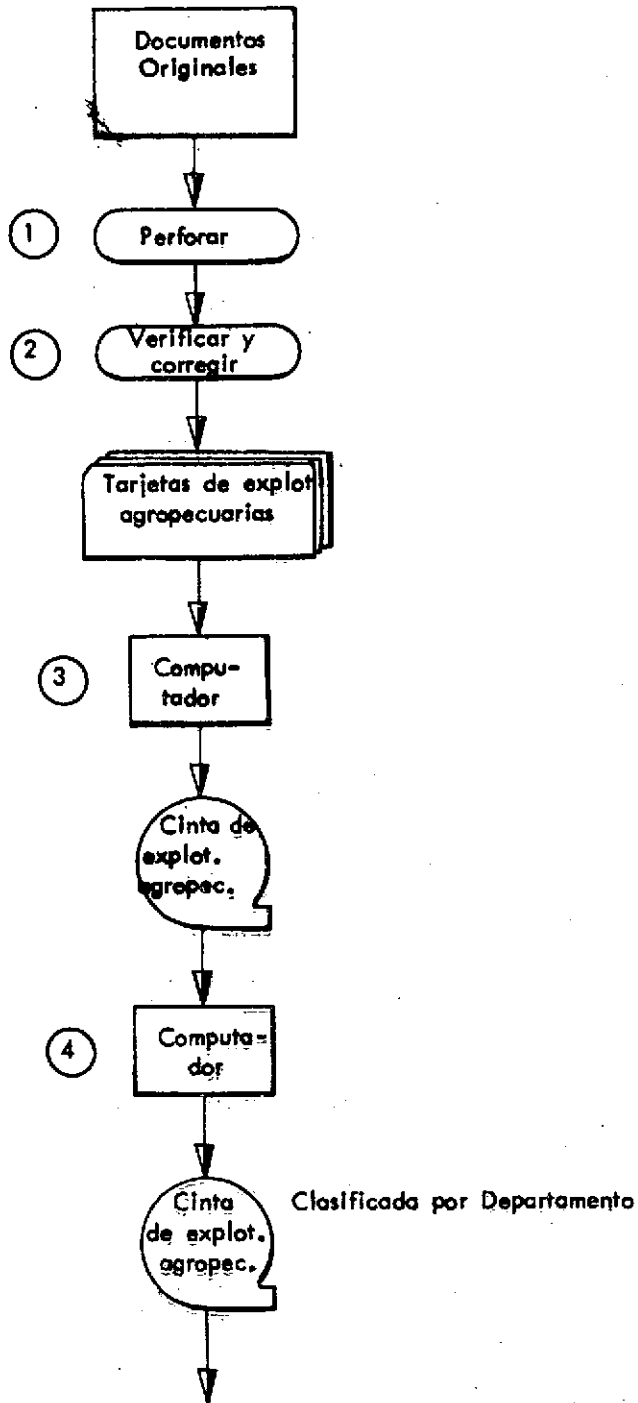 Documentos
Originales
1
Perforar
2
Verificar y
corregir
Tarjetas de explot
agropecuarias
3
Compu-
tador
Cinta de
explot.
agropec.
4
Computa-
dor
Cinta
de explot.
agropec.
Clasificada por Departamento